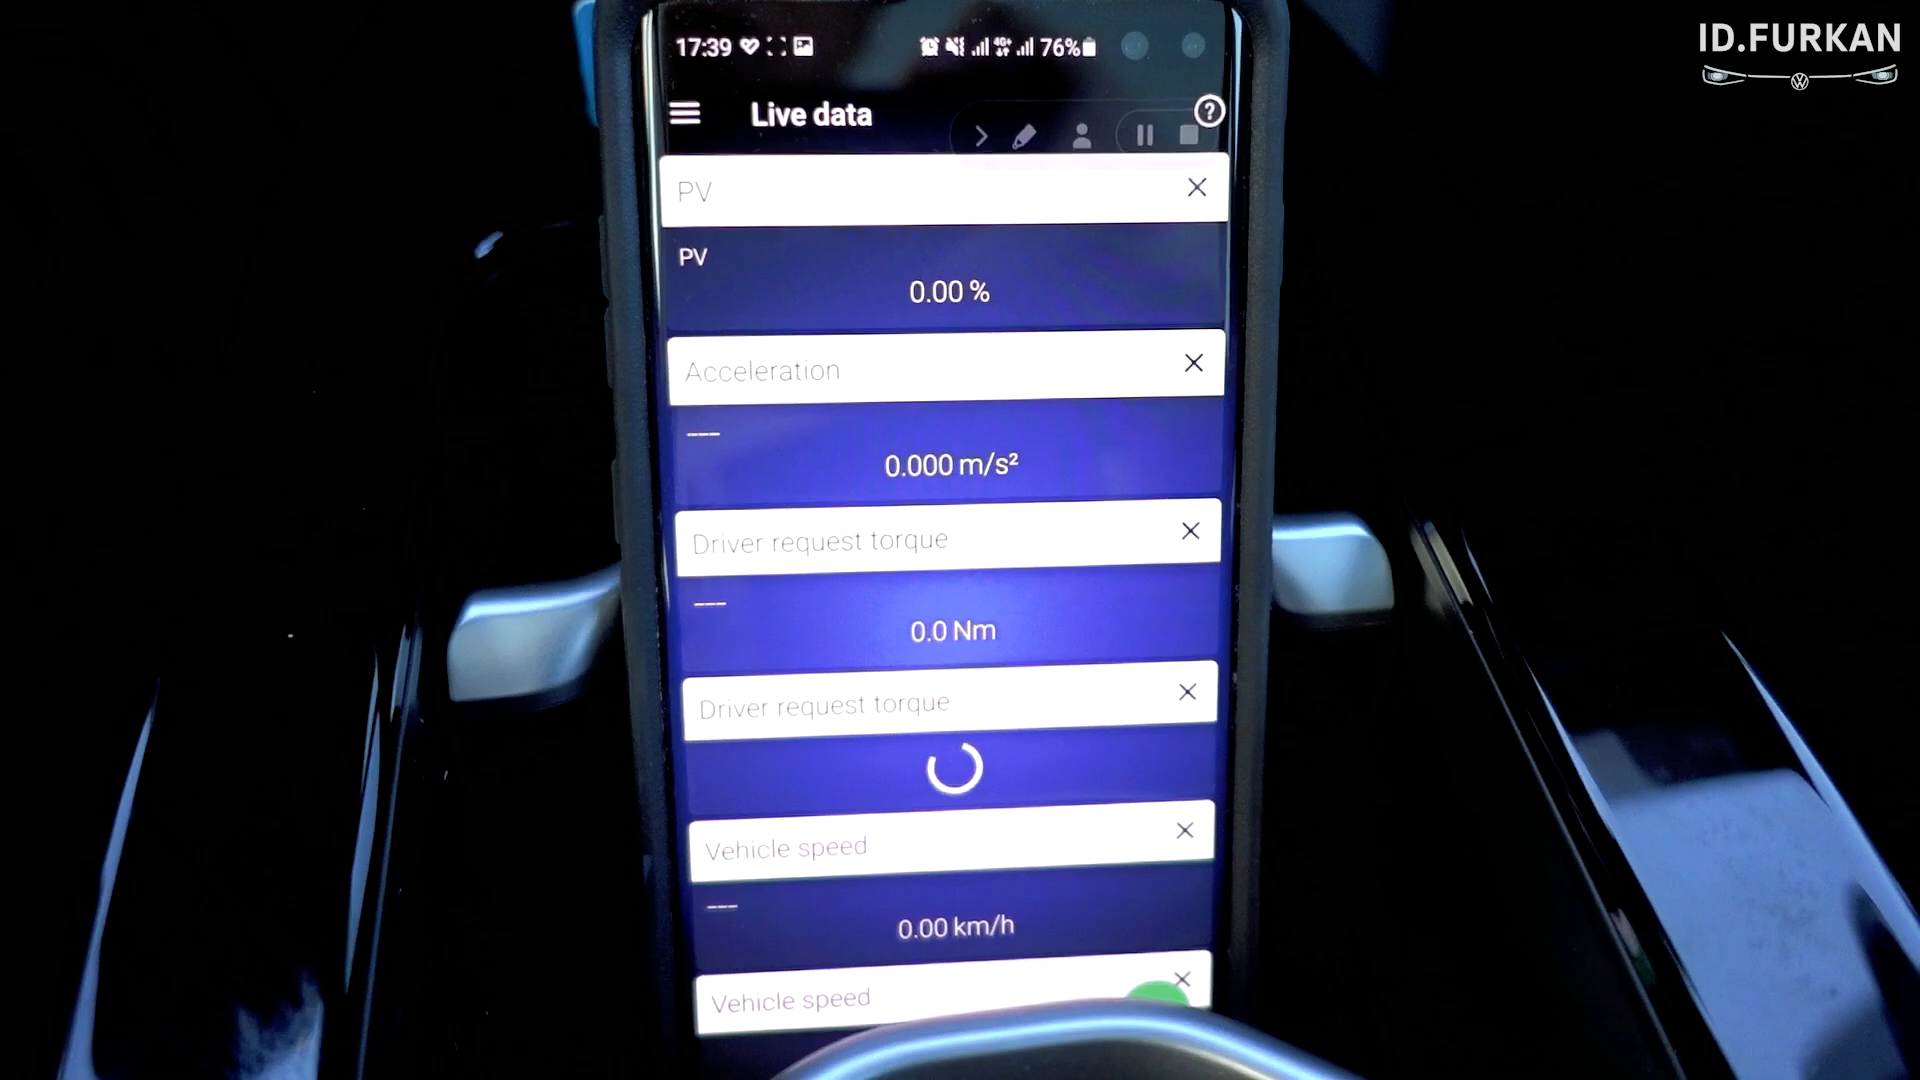 ID.FURKAN
17:39 4G+ 76%
Live data
PV
PV
0.00 %
Acceleration
---
0.000 m/s²
Driver request torque
---
0.0 Nm
Driver request torque
Vehicle speed
---
0.00 km/h
Vehicle speed